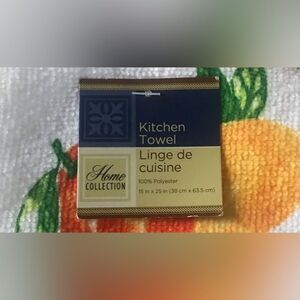 Kitchen
Towel
Linge de
cuisine
100% Polyester
15 in x 25 in (38 cm x 63.5 cm)
Home
COLLECTION